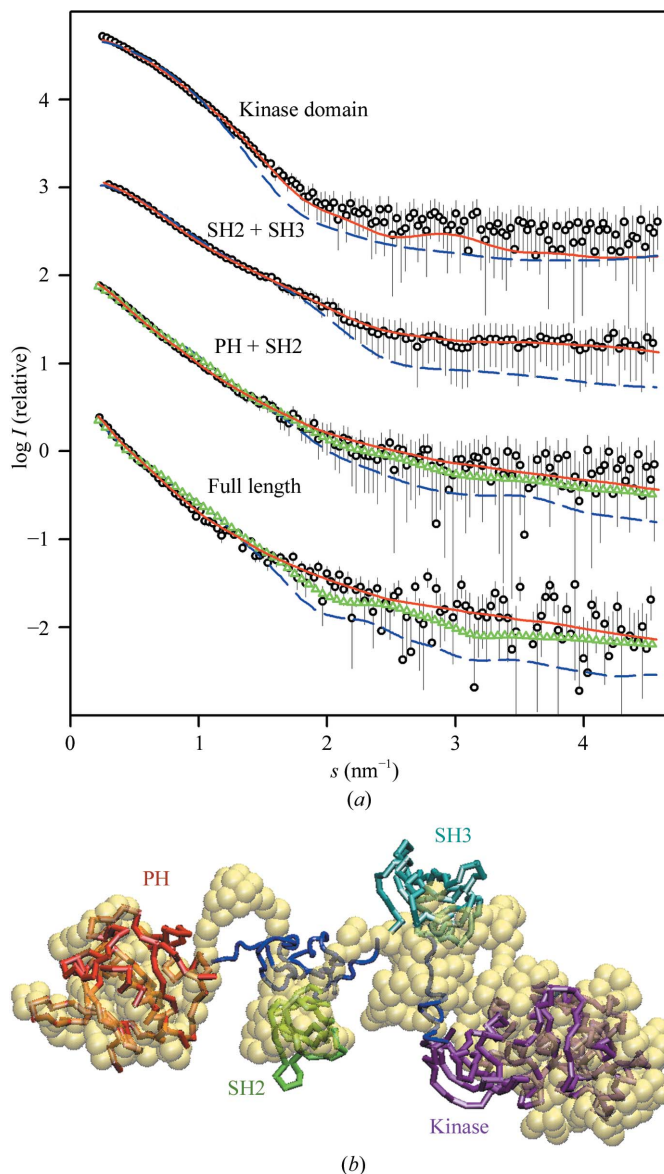 4
3
2
1
0
−1
−2
log I (relative)
Kinase domain
SH2 + SH3
PH + SH2
Full length
0 1 2 3 4
s (nm−1)
(a)
SH3
PH
SH2
Kinase
(b)